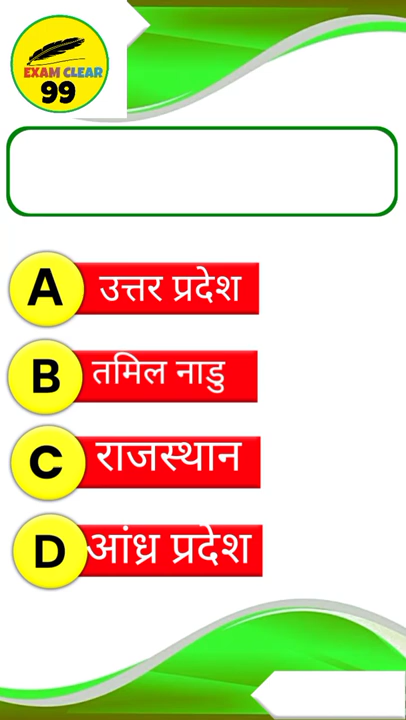 EXAM CLEAR
99
A उत्तर प्रदेश
B तमिल नाडु
C राजस्थान
D आंध्र प्रदेश